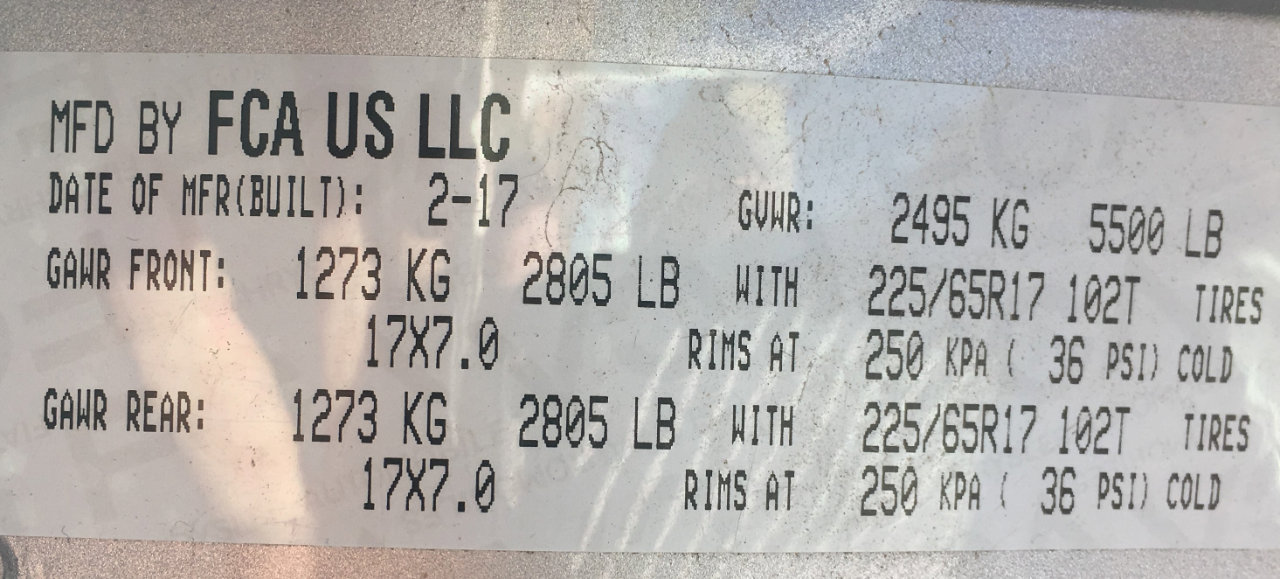 MFD BY FCA US LLC
DATE OF MFR(BUILT): 2-17 GVWR: 2495 KG 5500 LB
GAWR FRONT: 1273 KG 2805 LB WITH 225/65R17 102T TIRES
17X7.0 RIMS AT 250 KPA ( 36 PSI) COLD
GAWR REAR: 1273 KG 2805 LB WITH 225/65R17 102T TIRES
17X7.0 RIMS AT 250 KPA ( 36 PSI) COLD